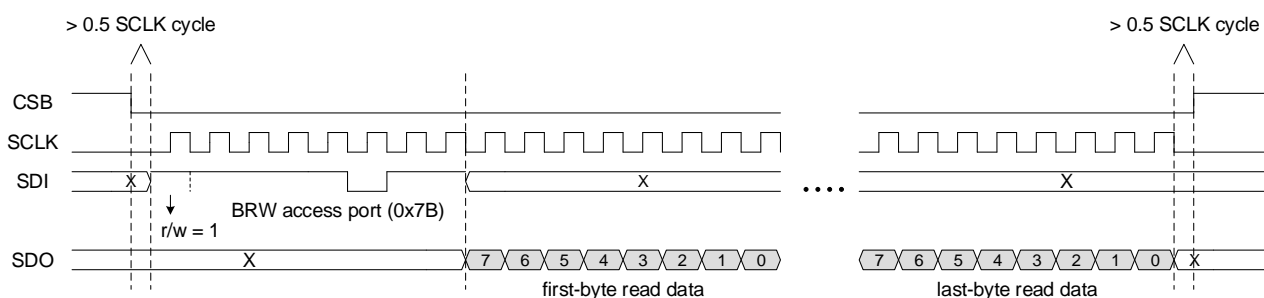 > 0.5 SCLK cycle > 0.5 SCLK cycle
CSB
SCLK
SDI X X X
BRW access port (0x7B)
r/w = 1
....
SDO X 7 6 5 4 3 2 1 0 7 6 5 4 3 2 1 0 X
first-byte read data last-byte read data